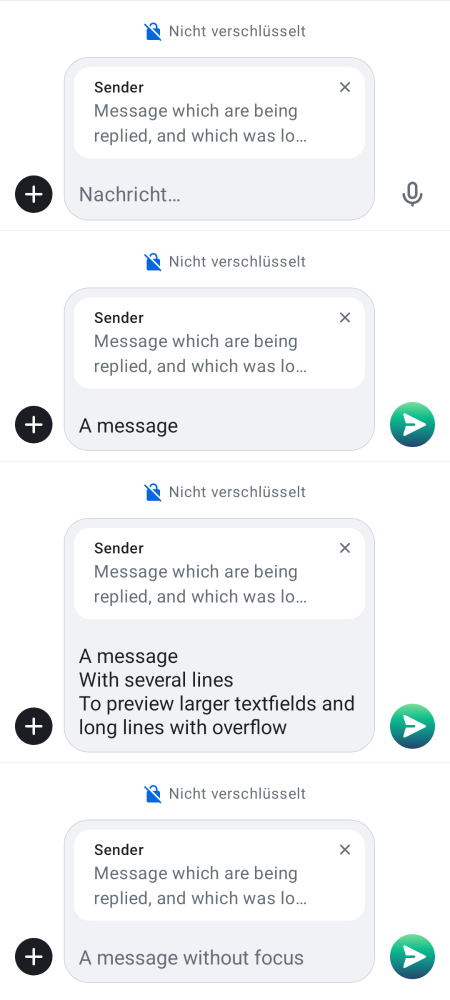 Nicht verschlüsselt
Sender
Message which are being
replied, and which was lo…
Nachricht…
Nicht verschlüsselt
Sender
Message which are being
replied, and which was lo…
A message
Nicht verschlüsselt
Sender
Message which are being
replied, and which was lo…
A message
With several lines
To preview larger textfields and
long lines with overflow
Nicht verschlüsselt
Sender
Message which are being
replied, and which was lo…
A message without focus